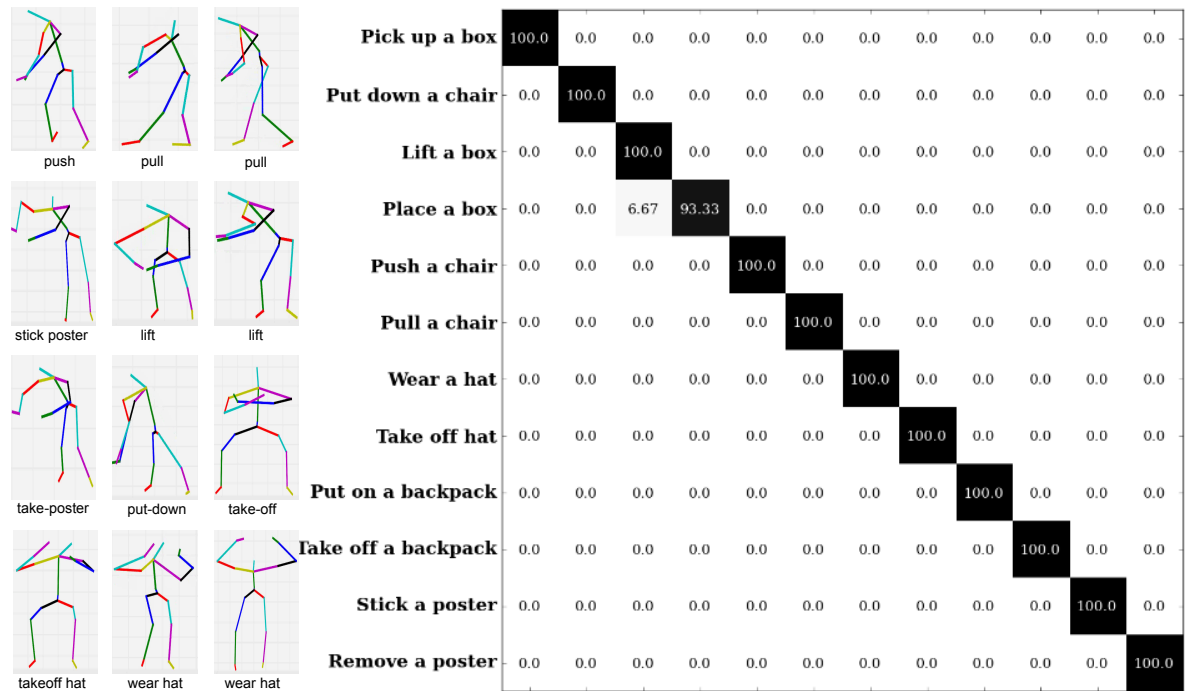 push pull pull
stick poster lift lift
take-poster put-down take-off
takeoff hat wear hat wear hat
Pick up a box 100.0 0.0 0.0 0.0 0.0 0.0 0.0 0.0 0.0 0.0 0.0 0.0
Put down a chair 0.0 100.0 0.0 0.0 0.0 0.0 0.0 0.0 0.0 0.0 0.0 0.0
Lift a box 0.0 0.0 100.0 0.0 0.0 0.0 0.0 0.0 0.0 0.0 0.0 0.0
Place a box 0.0 0.0 6.67 93.33 0.0 0.0 0.0 0.0 0.0 0.0 0.0 0.0
Push a chair 0.0 0.0 0.0 0.0 100.0 0.0 0.0 0.0 0.0 0.0 0.0 0.0
Pull a chair 0.0 0.0 0.0 0.0 0.0 100.0 0.0 0.0 0.0 0.0 0.0 0.0
Wear a hat 0.0 0.0 0.0 0.0 0.0 0.0 100.0 0.0 0.0 0.0 0.0 0.0
Take off hat 0.0 0.0 0.0 0.0 0.0 0.0 0.0 100.0 0.0 0.0 0.0 0.0
Put on a backpack 0.0 0.0 0.0 0.0 0.0 0.0 0.0 0.0 100.0 0.0 0.0 0.0
Take off a backpack 0.0 0.0 0.0 0.0 0.0 0.0 0.0 0.0 0.0 100.0 0.0 0.0
Stick a poster 0.0 0.0 0.0 0.0 0.0 0.0 0.0 0.0 0.0 0.0 100.0 0.0
Remove a poster 0.0 0.0 0.0 0.0 0.0 0.0 0.0 0.0 0.0 0.0 0.0 100.0